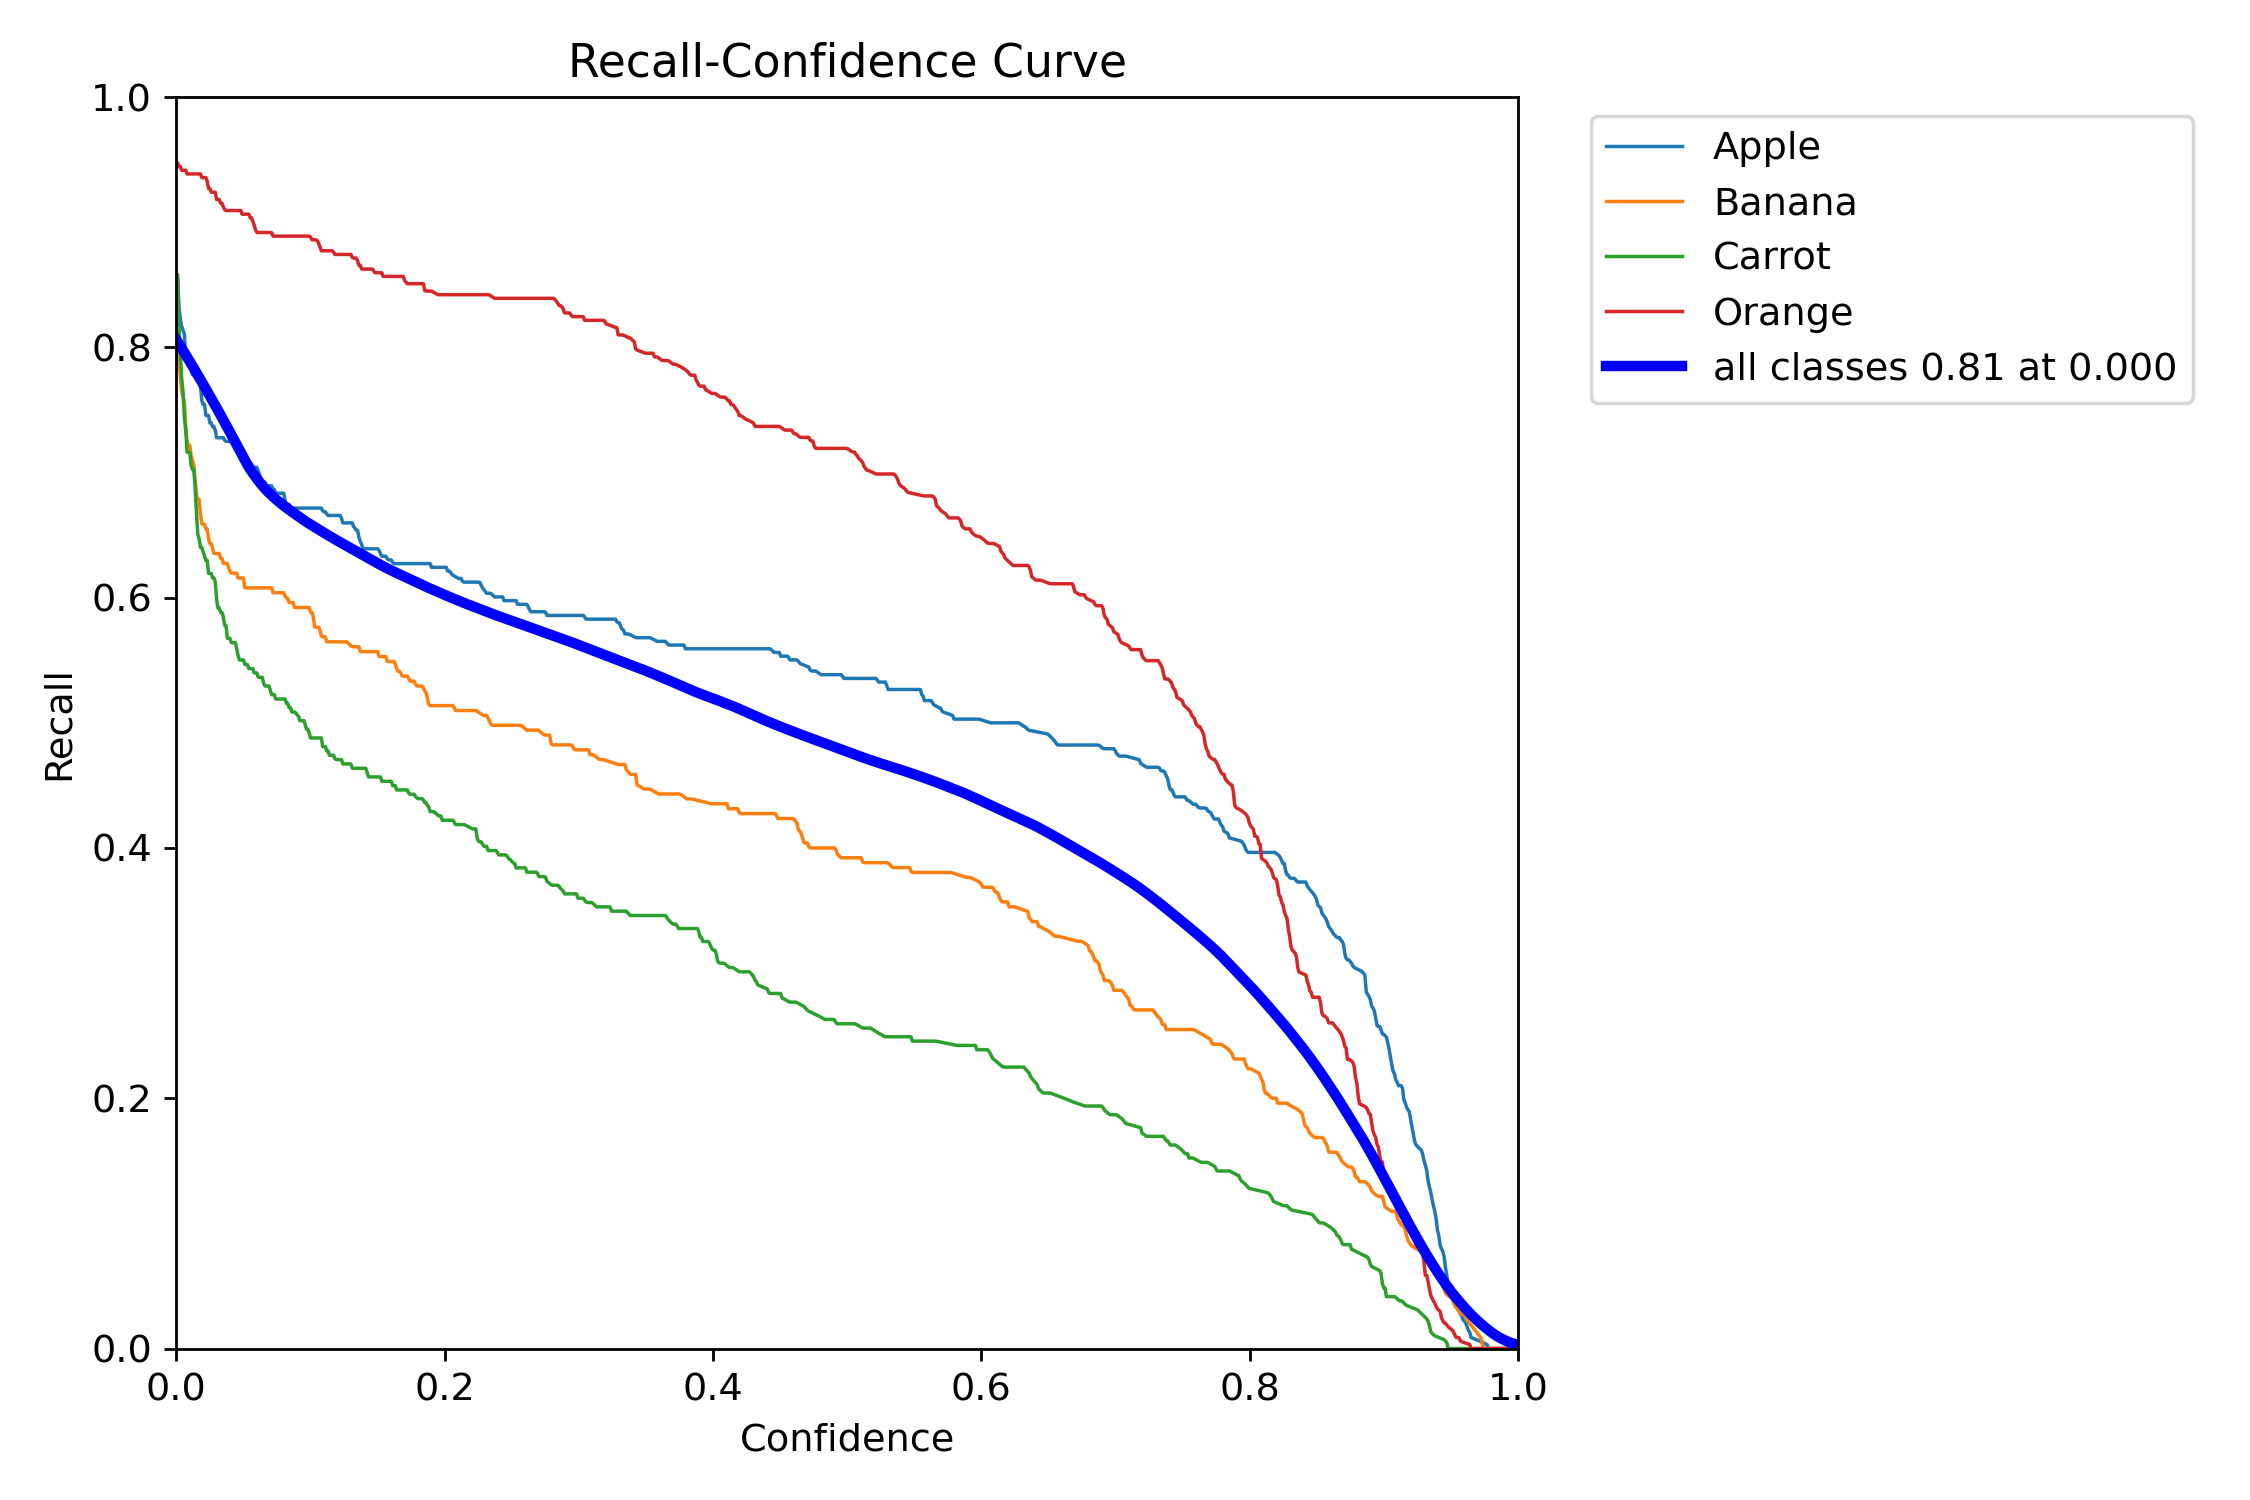 Recall-Confidence Curve
1.0
0.8
0.6
0.4
0.2
0.0
Recall
0.0 0.2 0.4 0.6 0.8 1.0
Confidence
Apple
Banana
Carrot
Orange
all classes 0.81 at 0.000